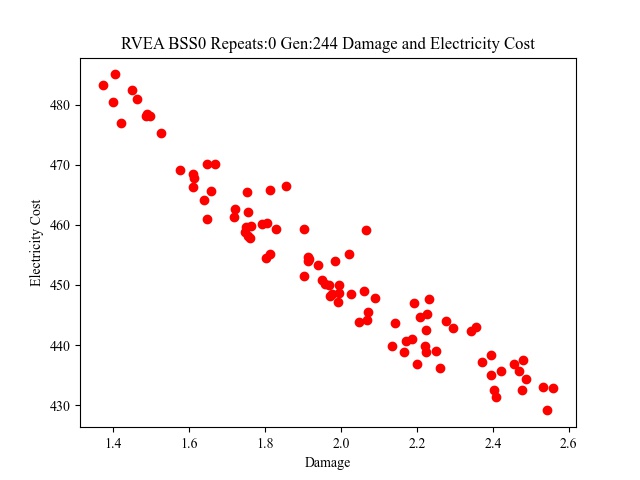 RVEA BSS0 Repeats:0 Gen:244 Damage and Electricity Cost
480
470
460
450
440
430
Electricity Cost
1.4 1.6 1.8 2.0 2.2 2.4 2.6
Damage